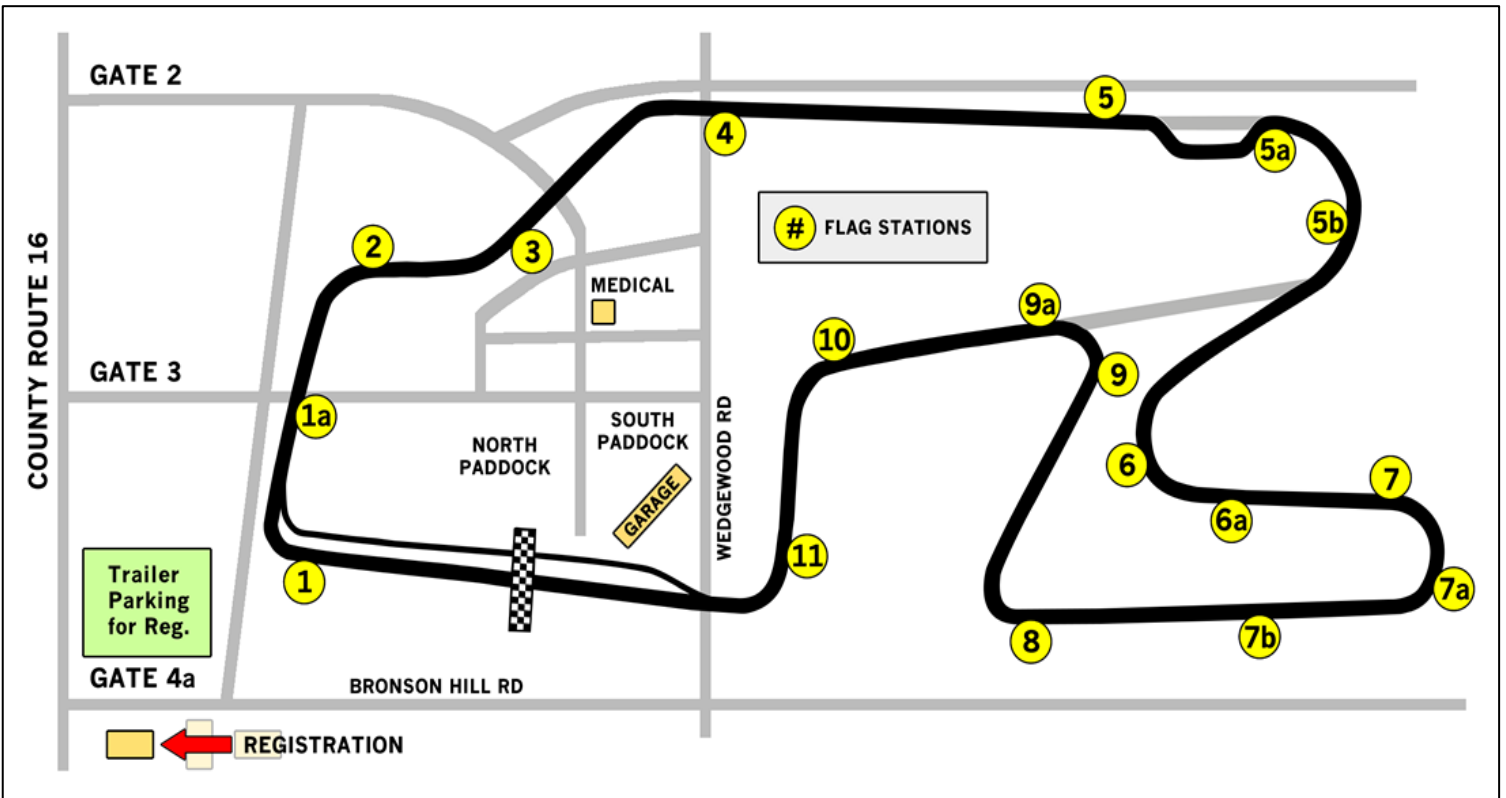 GATE 2
5
4
5a
5b
# FLAG STATIONS
2
3
COUNTY ROUTE 16
MEDICAL
9a
10
9
GATE 3
1a
SOUTH
PADDOCK
NORTH
PADDOCK
WEDGEWOOD RD
GARAGE
6
7
6a
11
1
7a
Trailer
Parking
for Reg.
8
7b
GATE 4a
BRONSON HILL RD
REGISTRATION